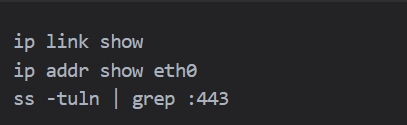 ip link show
ip addr show eth0
ss -tuln | grep :443